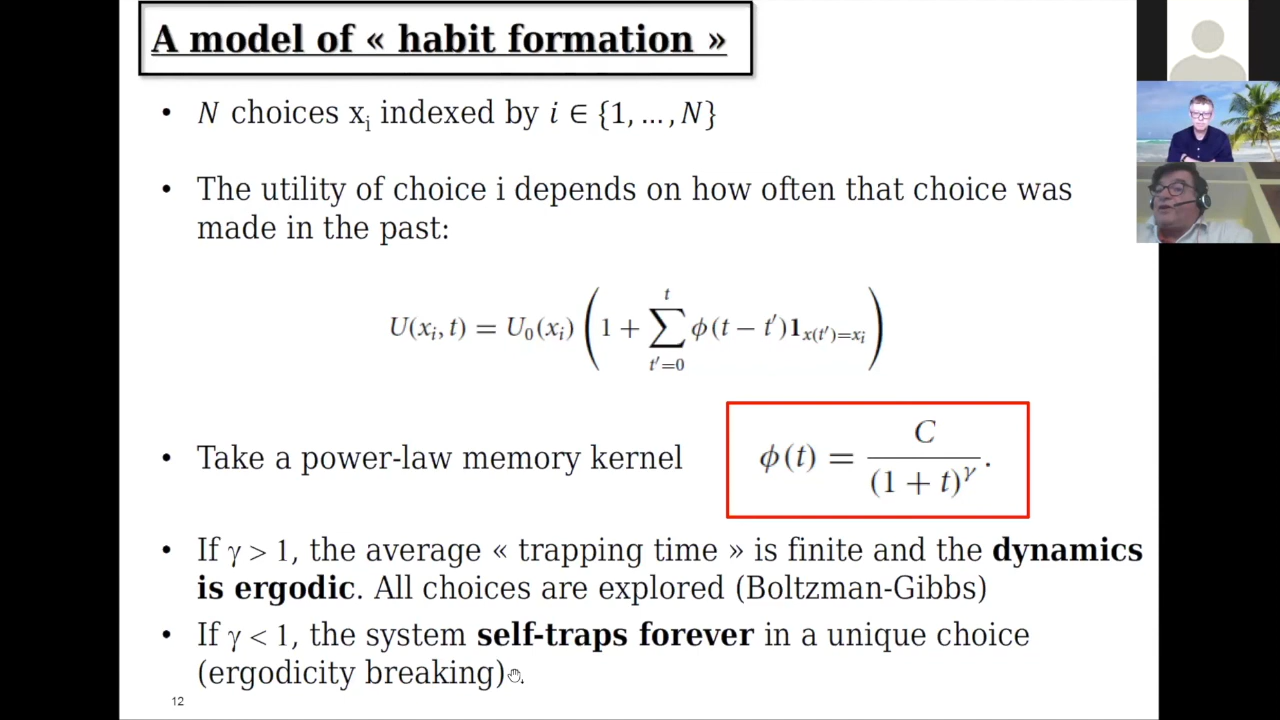 A model of « habit formation »
• N choices xᵢ indexed by i ∈ {1, …, N}
• The utility of choice i depends on how often that choice was
made in the past:
U(xᵢ, t) = U₀(xᵢ) (1 + ∑_{t′=0}^{t} ϕ(t − t′)1_{x(t′)=xᵢ})
• Take a power-law memory kernel
ϕ(t) = C / (1 + t)^γ.
• If γ > 1, the average « trapping time » is finite and the dynamics
is ergodic. All choices are explored (Boltzman-Gibbs)
• If γ < 1, the system self-traps forever in a unique choice
(ergodicity breaking)
12